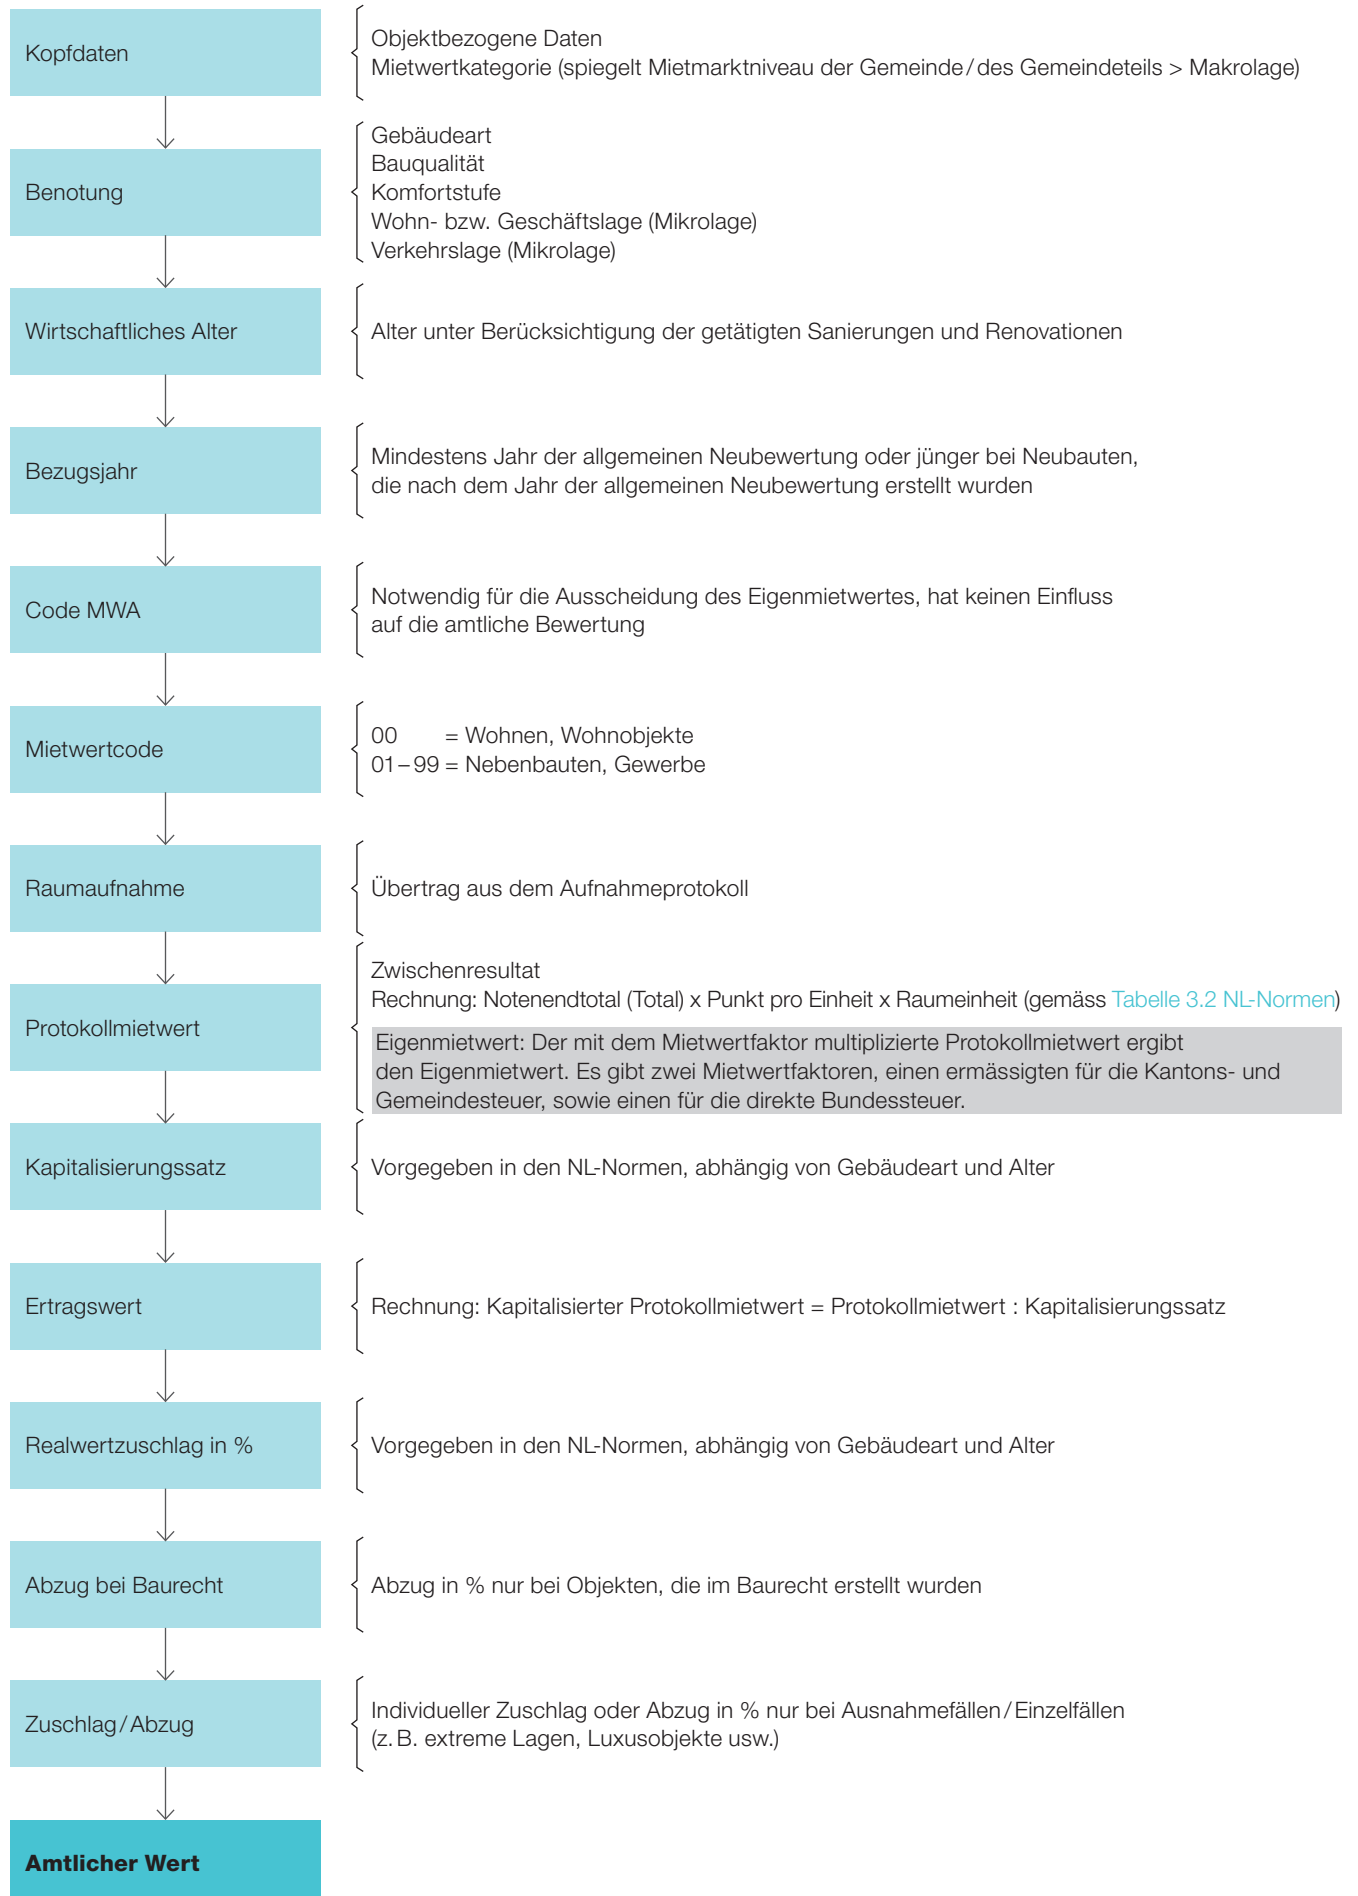 Kopfdaten
Objektbezogene Daten
Mietwertkategorie (spiegelt Mietmarktniveau der Gemeinde/des Gemeindeteils > Makrolage)
Benotung
Gebäudeart
Bauqualität
Komfortstufe
Wohn- bzw. Geschäftslage (Mikrolage)
Verkehrslage (Mikrolage)
Wirtschaftliches Alter
Alter unter Berücksichtigung der getätigten Sanierungen und Renovationen
Bezugsjahr
Mindestens Jahr der allgemeinen Neubewertung oder jünger bei Neubauten,
die nach dem Jahr der allgemeinen Neubewertung erstellt wurden
Code MWA
Notwendig für die Ausscheidung des Eigenmietwertes, hat keinen Einfluss
auf die amtliche Bewertung
Mietwertcode
00 = Wohnen, Wohnobjekte
01–99 = Nebenbauten, Gewerbe
Raumaufnahme
Übertrag aus dem Aufnahmeprotokoll
Protokollmietwert
Zwischenresultat
Rechnung: Notenendtotal (Total) x Punkt pro Einheit x Raumeinheit (gemäss Tabelle 3.2 NL-Normen)
Eigenmietwert: Der mit dem Mietwertfaktor multiplizierte Protokollmietwert ergibt
den Eigenmietwert. Es gibt zwei Mietwertfaktoren, einen ermässigten für die Kantons- und
Gemeindesteuer, sowie einen für die direkte Bundessteuer.
Kapitalisierungssatz
Vorgegeben in den NL-Normen, abhängig von Gebäudeart und Alter
Ertragswert
Rechnung: Kapitalisierter Protokollmietwert = Protokollmietwert : Kapitalisierungssatz
Realwertzuschlag in %
Vorgegeben in den NL-Normen, abhängig von Gebäudeart und Alter
Abzug bei Baurecht
Abzug in % nur bei Objekten, die im Baurecht erstellt wurden
Zuschlag/Abzug
Individueller Zuschlag oder Abzug in % nur bei Ausnahmefällen/Einzelfällen
(z. B. extreme Lagen, Luxusobjekte usw.)
Amtlicher Wert